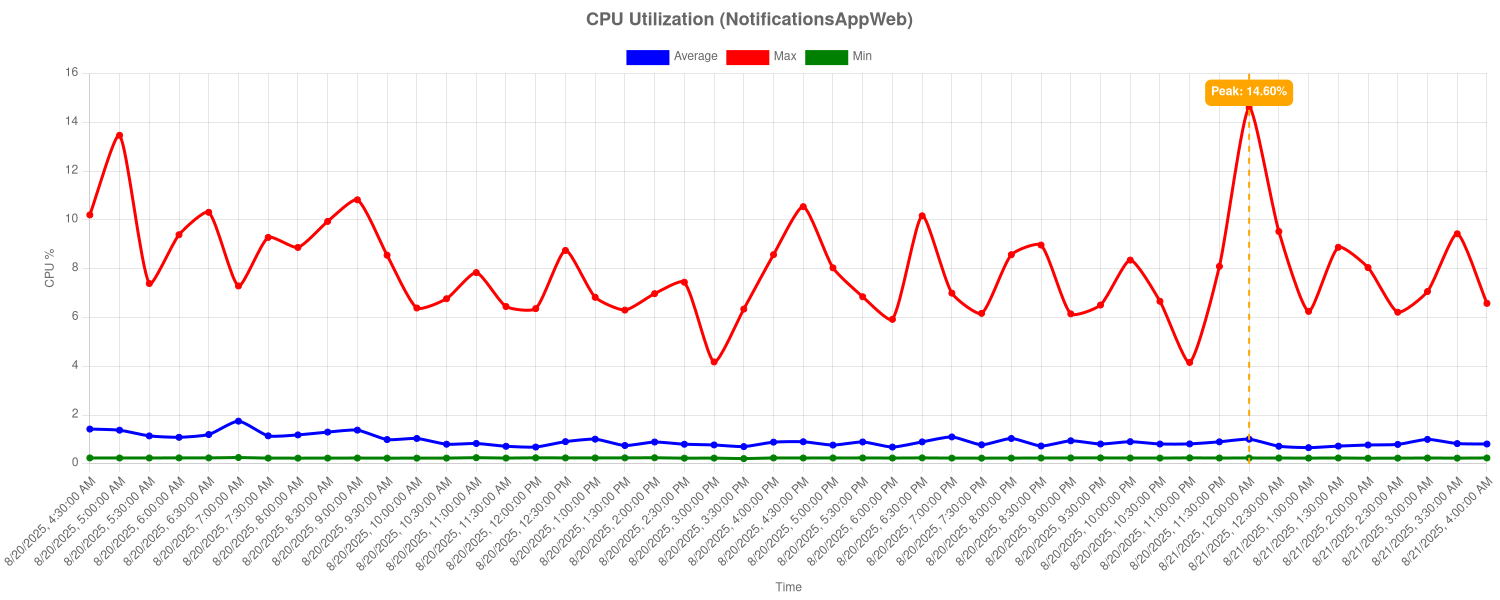 CPU Utilization (NotificationsAppWeb)
Average Max Min
Peak: 14.60%
16
14
12
10
8
6
4
2
0
CPU %
8/20/2025, 4:30:00 AM
8/20/2025, 5:00:00 AM
8/20/2025, 5:30:00 AM
8/20/2025, 6:00:00 AM
8/20/2025, 6:30:00 AM
8/20/2025, 7:00:00 AM
8/20/2025, 7:30:00 AM
8/20/2025, 8:00:00 AM
8/20/2025, 8:30:00 AM
8/20/2025, 9:00:00 AM
8/20/2025, 9:30:00 AM
8/20/2025, 10:00:00 AM
8/20/2025, 10:30:00 AM
8/20/2025, 11:00:00 AM
8/20/2025, 11:30:00 AM
8/20/2025, 12:00:00 PM
8/20/2025, 12:30:00 PM
8/20/2025, 1:00:00 PM
8/20/2025, 1:30:00 PM
8/20/2025, 2:00:00 PM
8/20/2025, 2:30:00 PM
8/20/2025, 3:00:00 PM
8/20/2025, 3:30:00 PM
8/20/2025, 4:00:00 PM
8/20/2025, 4:30:00 PM
8/20/2025, 5:00:00 PM
8/20/2025, 5:30:00 PM
8/20/2025, 6:00:00 PM
8/20/2025, 6:30:00 PM
8/20/2025, 7:00:00 PM
8/20/2025, 7:30:00 PM
8/20/2025, 8:00:00 PM
8/20/2025, 8:30:00 PM
8/20/2025, 9:00:00 PM
8/20/2025, 9:30:00 PM
8/20/2025, 10:00:00 PM
8/20/2025, 10:30:00 PM
8/20/2025, 11:00:00 PM
8/20/2025, 11:30:00 PM
8/21/2025, 12:00:00 AM
8/21/2025, 12:30:00 AM
8/21/2025, 1:00:00 AM
8/21/2025, 1:30:00 AM
8/21/2025, 2:00:00 AM
8/21/2025, 2:30:00 AM
8/21/2025, 3:00:00 AM
8/21/2025, 3:30:00 AM
8/21/2025, 4:00:00 AM
Time